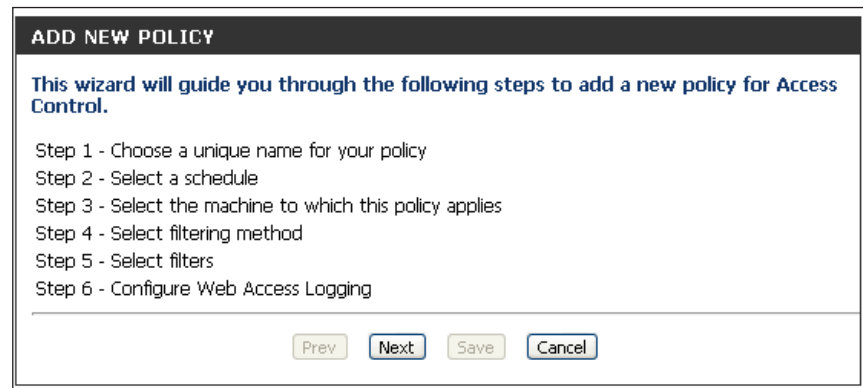 ADD NEW POLICY
This wizard will guide you through the following steps to add a new policy for Access
Control.
Step 1 - Choose a unique name for your policy
Step 2 - Select a schedule
Step 3 - Select the machine to which this policy applies
Step 4 - Select filtering method
Step 5 - Select filters
Step 6 - Configure Web Access Logging
Prev Next Save Cancel